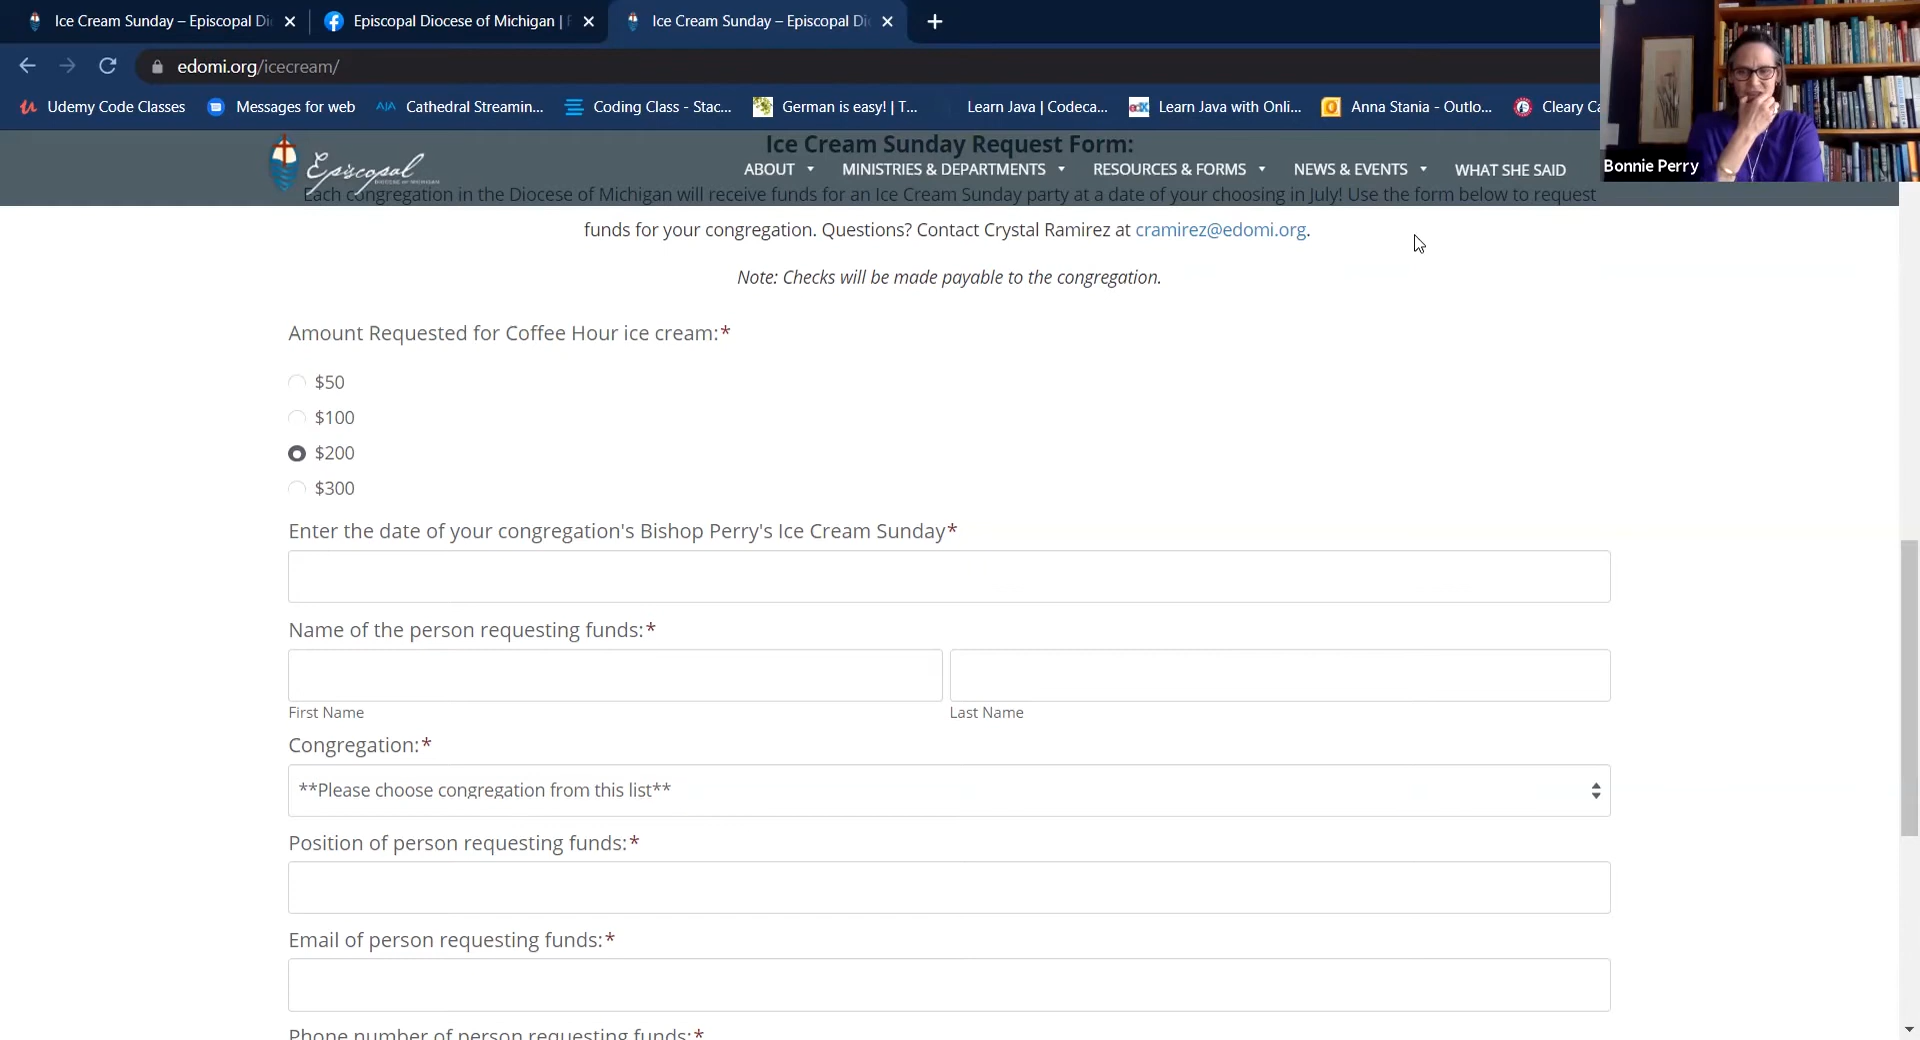 Ice Cream Sunday – Episcopal Di
Episcopal Diocese of Michigan |
Ice Cream Sunday – Episcopal Di
edomi.org/icecream/
Udemy Code Classes
Messages for web
Cathedral Streamin...
Coding Class - Stac...
German is easy! | T...
Learn Java | Codeca...
Learn Java with Onli...
Anna Stania - Outlo...
Cleary Ca
Bonnie Perry
Ice Cream Sunday Request Form:
Episcopal
DIOCESE OF MICHIGAN
ABOUT
MINISTRIES & DEPARTMENTS
RESOURCES & FORMS
NEWS & EVENTS
WHAT SHE SAID
Each congregation in the Diocese of Michigan will receive funds for an Ice Cream Sunday party at a date of your choosing in July! Use the form below to request
funds for your congregation. Questions? Contact Crystal Ramirez at cramirez@edomi.org.
Note: Checks will be made payable to the congregation.
Amount Requested for Coffee Hour ice cream:*
$50
$100
$200
$300
Enter the date of your congregation's Bishop Perry's Ice Cream Sunday*
Name of the person requesting funds:*
First Name
Last Name
Congregation:*
**Please choose congregation from this list**
Position of person requesting funds:*
Email of person requesting funds:*
Phone number of person requesting funds:*